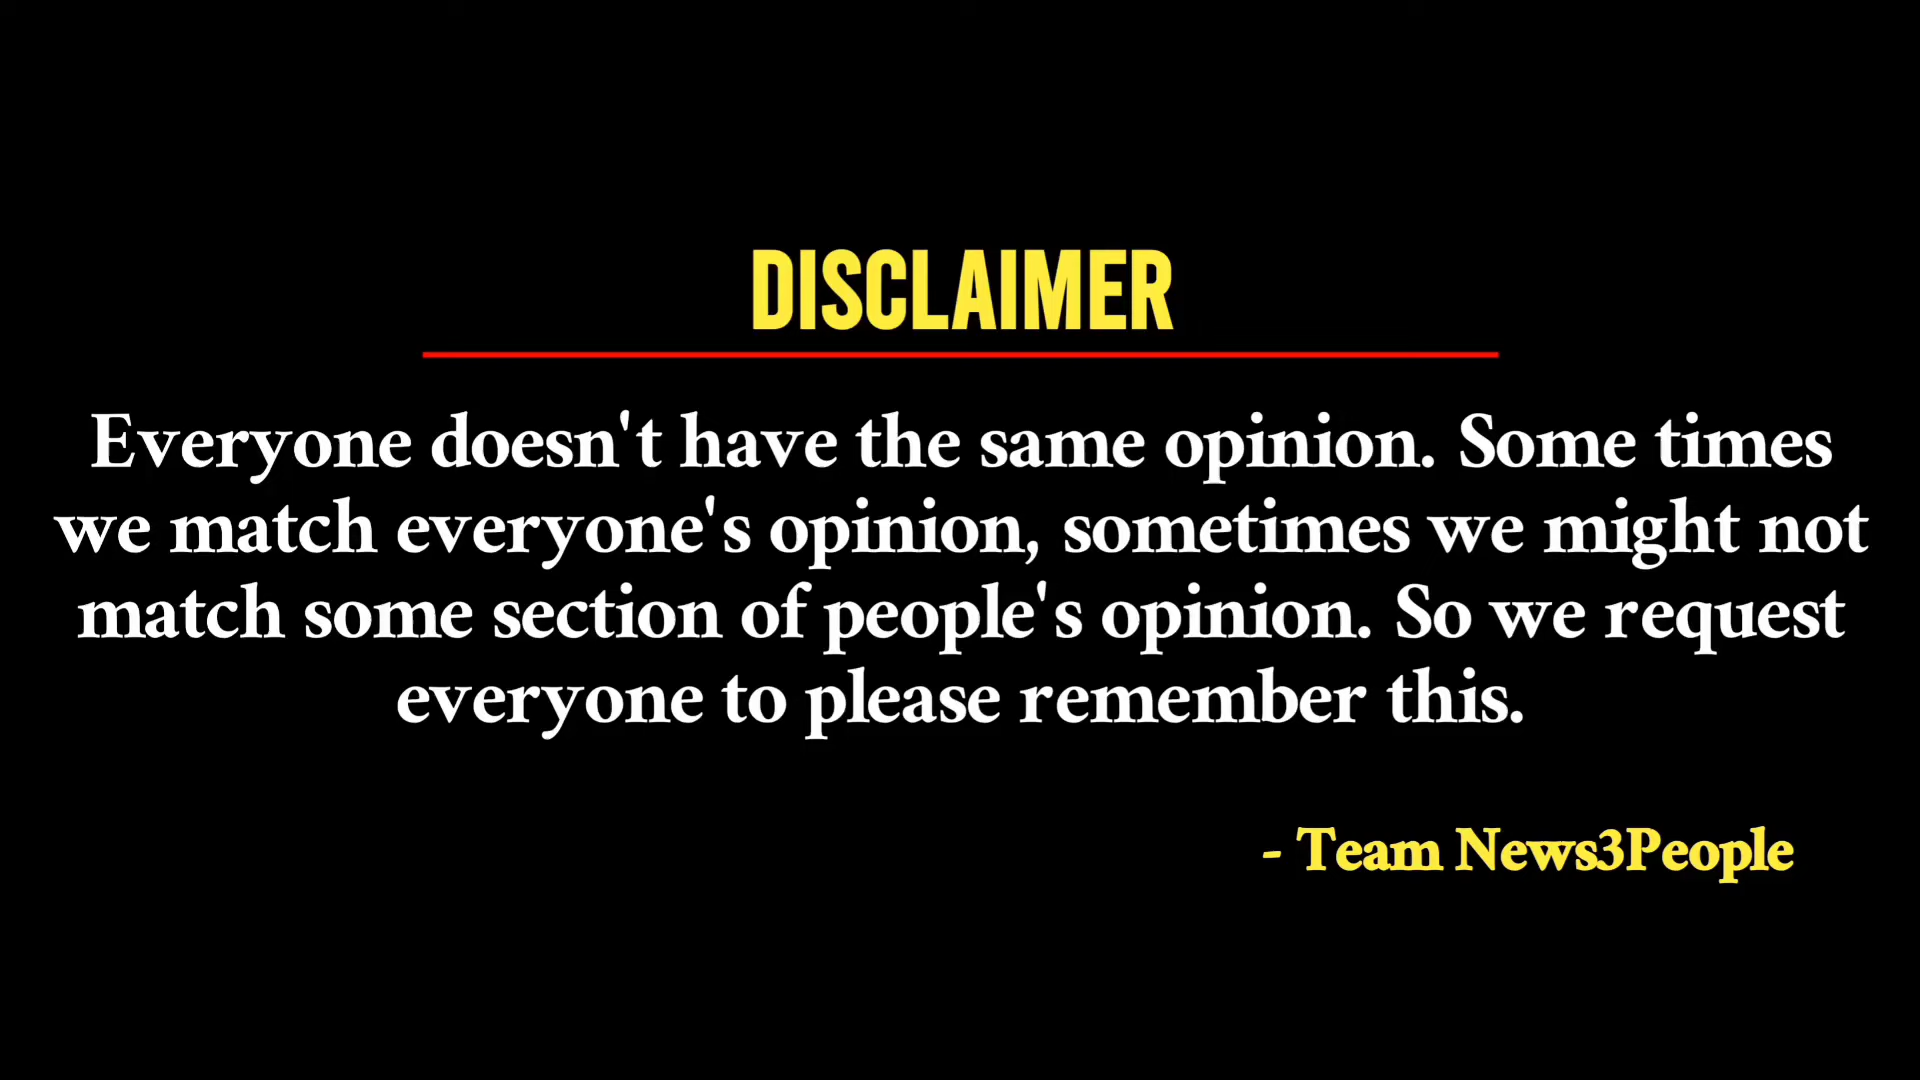 DISCLAIMER
Everyone doesn't have the same opinion. Some times
we match everyone's opinion, sometimes we might not
match some section of people's opinion. So we request
everyone to please remember this.
- Team News3People